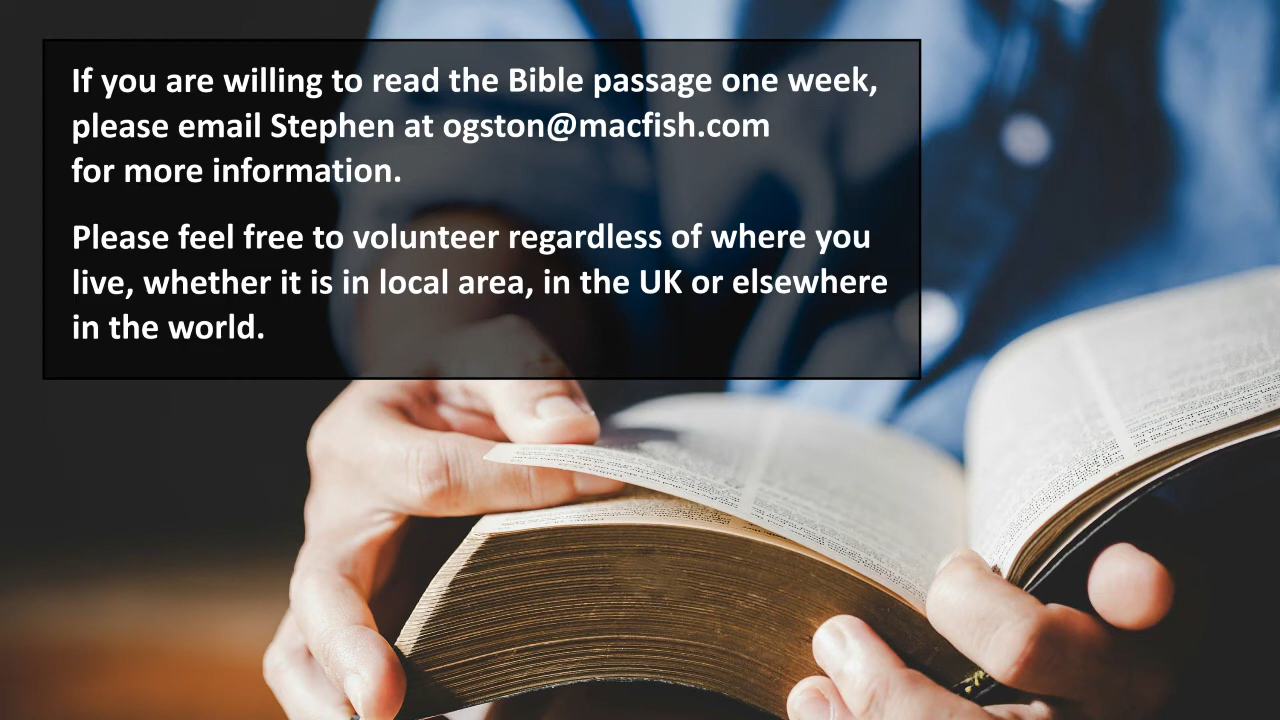 If you are willing to read the Bible passage one week,
please email Stephen at ogston@macfish.com
for more information.
Please feel free to volunteer regardless of where you
live, whether it is in local area, in the UK or elsewhere
in the world.